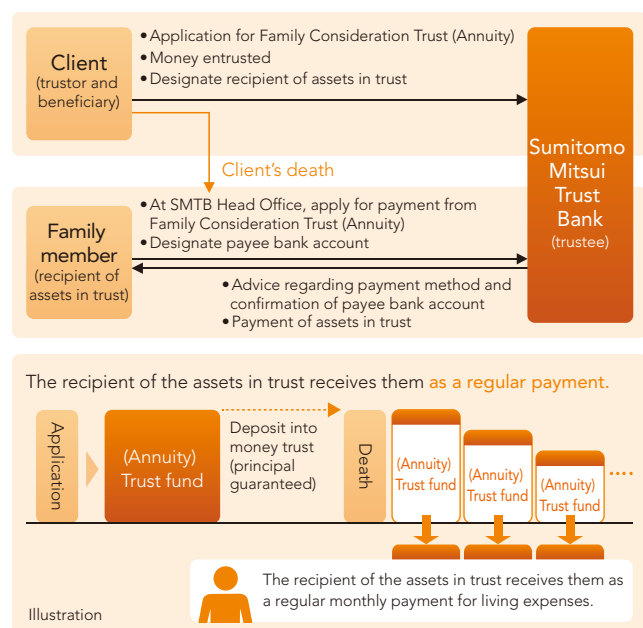 Client
(trustor and
beneficiary)
•Application for Family Consideration Trust (Annuity)
•Money entrusted
•Designate recipient of assets in trust
Client's death
Sumitomo
Mitsui
Trust
Bank
(trustee)
Family
member
(recipient of
assets in trust)
•At SMTB Head Office, apply for payment from
Family Consideration Trust (Annuity)
•Designate payee bank account
•Advice regarding payment method and
confirmation of payee bank account
•Payment of assets in trust
The recipient of the assets in trust receives them as a regular payment.
Application
(Annuity)
Trust fund
Deposit into
money trust
(principal
guaranteed)
Death
(Annuity)
Trust fund
(Annuity)
Trust fund
(Annuity)
Trust fund
The recipient of the assets in trust receives them as
a regular monthly payment for living expenses.
Illustration